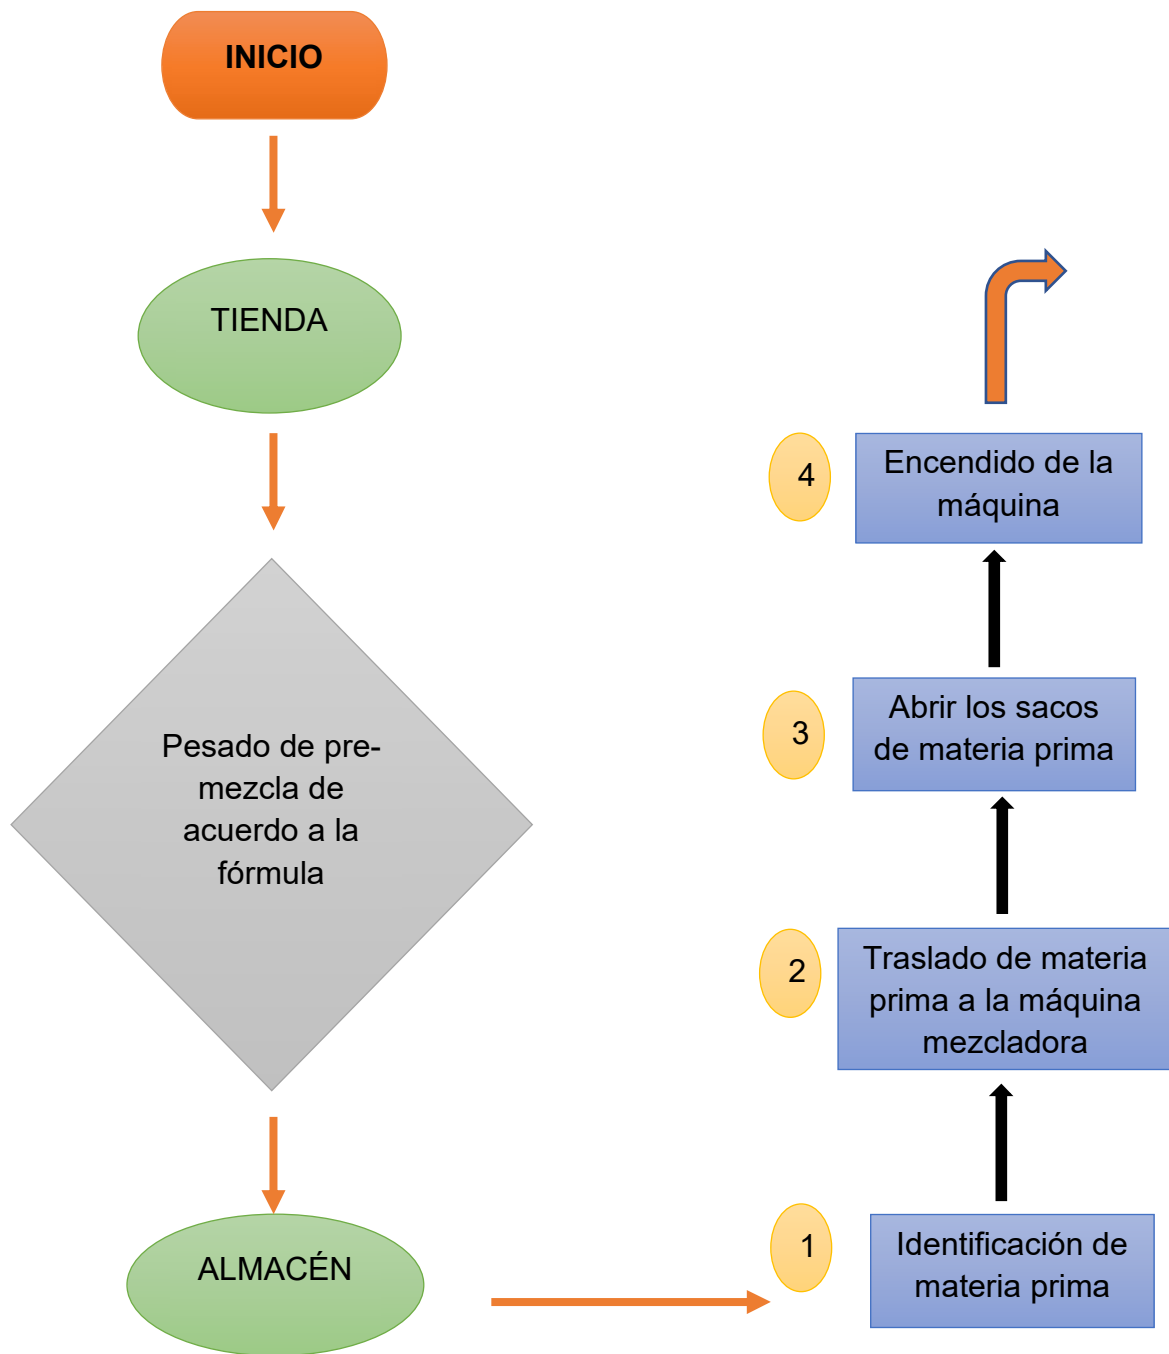 INICIO
TIENDA
Pesado de pre-
mezcla de
acuerdo a la
fórmula
ALMACÉN
1
Identificación de
materia prima
2
Traslado de materia
prima a la máquina
mezcladora
3
Abrir los sacos
de materia prima
4
Encendido de la
máquina